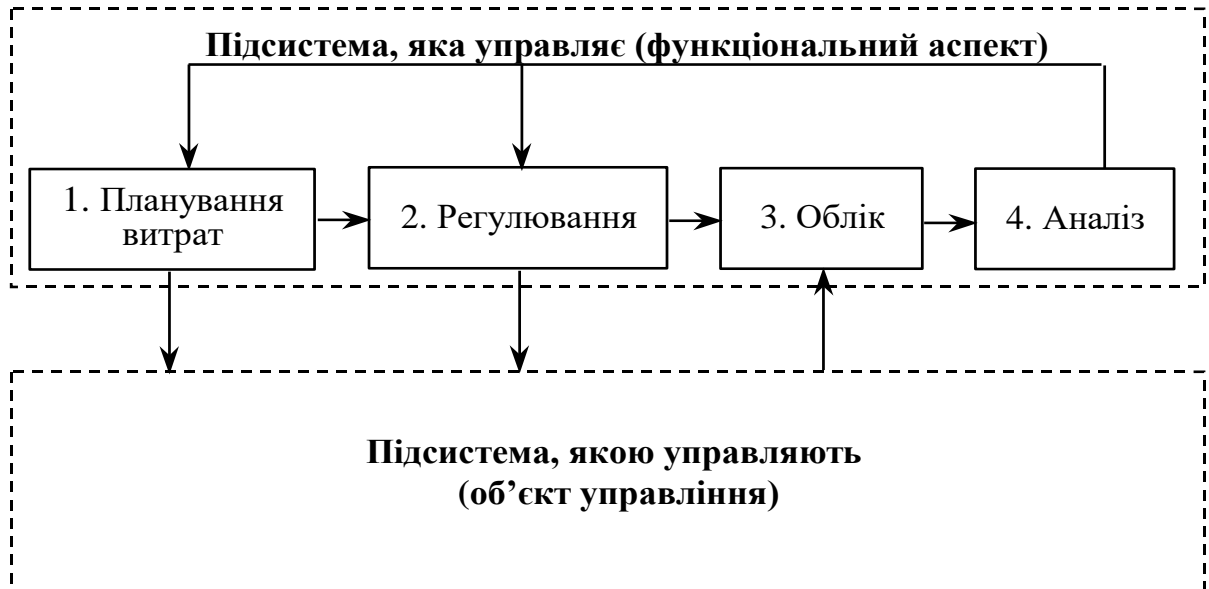 Підсистема, яка управляє (функціональний аспект)
1. Планування
витрат
2. Регулювання
3. Облік
4. Аналіз
Підсистема, якою управляють
(об’єкт управління)